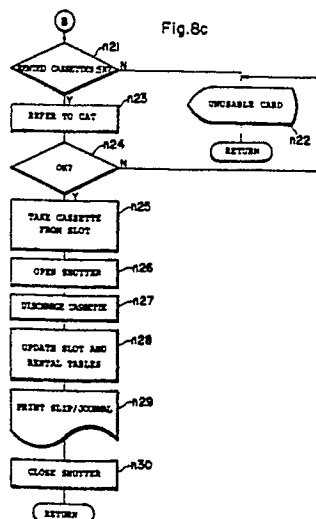 Fig.8c
B
n21
RENTED CASSETTES ≤ N?
N
Y
n23
REFER TO CAT
UNUSABLE CARD
n22
RETURN
n24
OK?
N
Y
n25
TAKE CASSETTE
FROM SLOT
n26
OPEN SHUTTER
n27
DISCHARGE CASSETTE
n28
UPDATE SLOT AND
RENTAL TABLES
n29
PRINT SLIP/JOURNAL
n30
CLOSE SHUTTER
RETURN